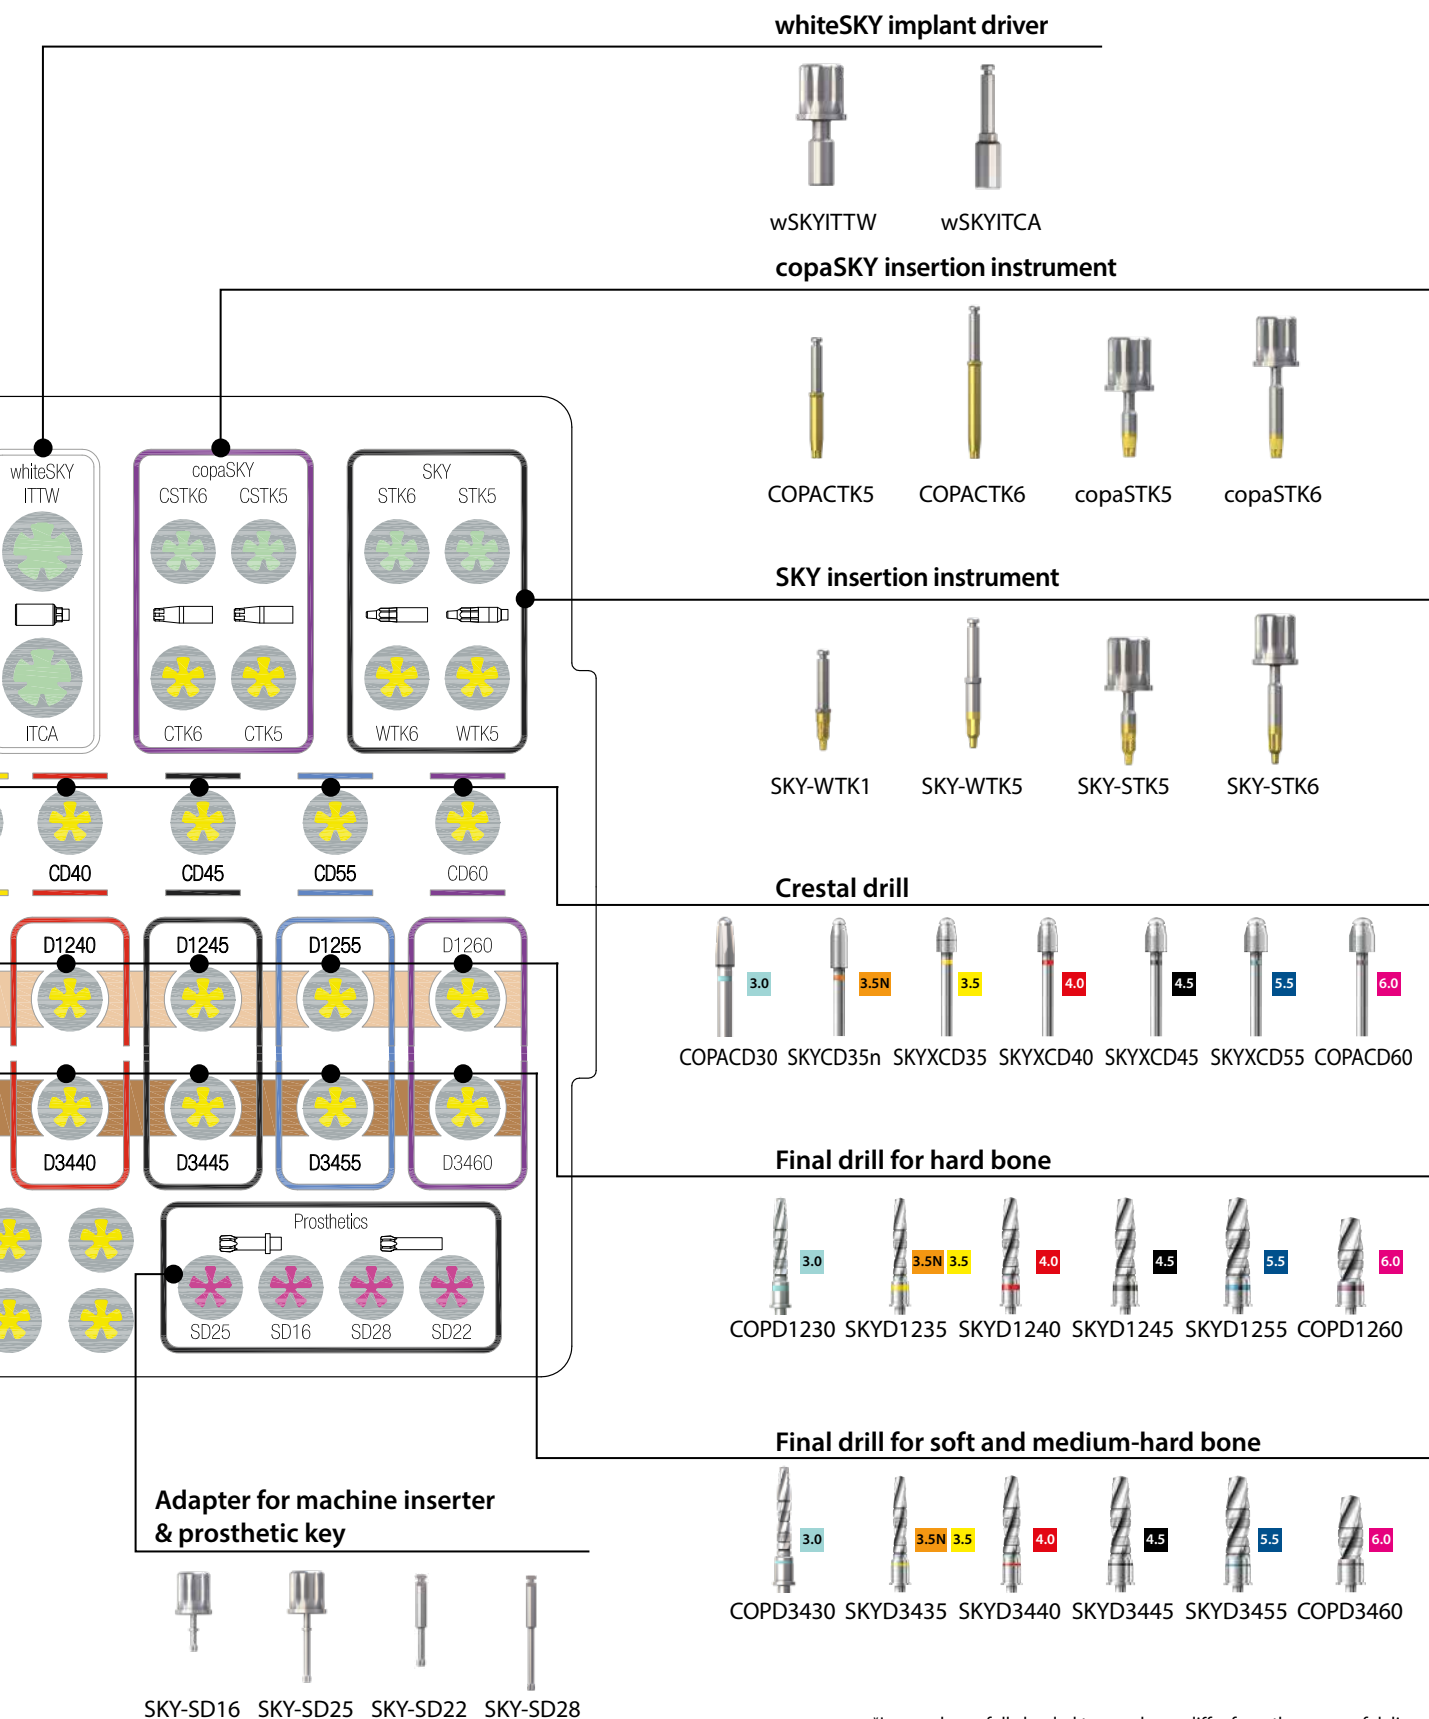 whiteSKY implant driver
wSKYITTW wSKYITCA
copaSKY insertion instrument
COPACTK5 COPACTK6 copaSTK5 copaSTK6
whiteSKY
ITTW
ITCA
copaSKY
CSTK6 CSTK5
CTK6 CTK5
SKY
STK6 STK5
WTK6 WTK5
SKY insertion instrument
SKY-WTK1 SKY-WTK5 SKY-STK5 SKY-STK6
CD40 CD45 CD55 CD60
Crestal drill
3.0 3.5N 3.5 4.0 4.5 5.5 6.0
COPACD30 SKYCD35n SKYXCD35 SKYXCD40 SKYXCD45 SKYXCD55 COPACD60
D1240 D1245 D1255 D1260
D3440 D3445 D3455 D3460
Final drill for hard bone
3.0 3.5N 3.5 4.0 4.5 5.5 6.0
COPD1230 SKYD1235 SKYD1240 SKYD1245 SKYD1255 COPD1260
Prosthetics
SD25 SD16 SD28 SD22
Final drill for soft and medium-hard bone
3.0 3.5N 3.5 4.0 4.5 5.5 6.0
COPD3430 SKYD3435 SKYD3440 SKYD3445 SKYD3455 COPD3460
Adapter for machine inserter
& prosthetic key
SKY-SD16 SKY-SD25 SKY-SD22 SKY-SD28